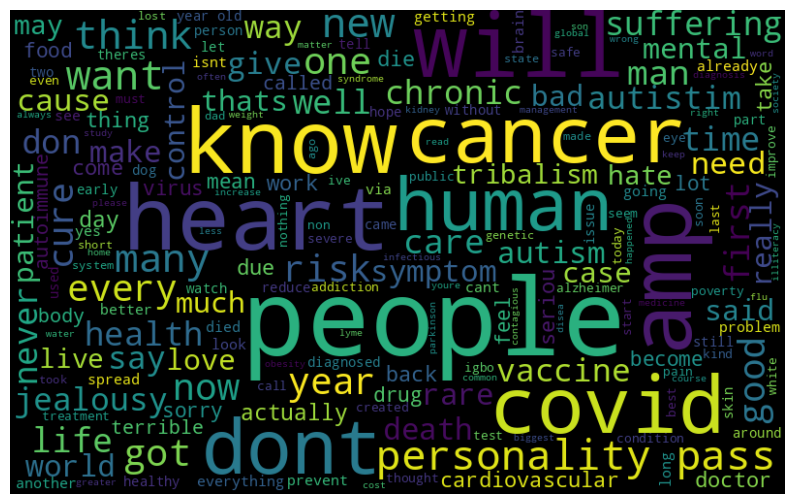 may think new way getting suffering
year old person let brain mental
lost theres isnt tell state
food want give one die son global man safe wrong already word
two even called matter syndrome take diagnosis
cause thats well chronic bad autistim
always see must dad weight often hope without kidney management right part society
don thing control know cancer time improve
study ago read made eye keep
make come dog mean work ive via public tribalism hate need
virus lot going
patient autoimmune cure early day yes nothing heart human care issue seem soon last first really
short increase non came genetic today happened illiteracy
home less severe amp
many due risk symptom autism case
system used please infectious youre cant
never every watch reduce addiction alzheimer said
body better much people feel contagious seriou start poverty medicine .flu
water health died look parkinson disea become problem
live say love lyme still kind
spread diagnosed vaccine pain course
took obesity call year back igbo good
jealousy now common drug rare covid best white
treatment sorry actually created skin
life terrible got dont death test biggest condition around
world everything prevent thought personality pass
another healthy cost cardiovascular long doctor
greater